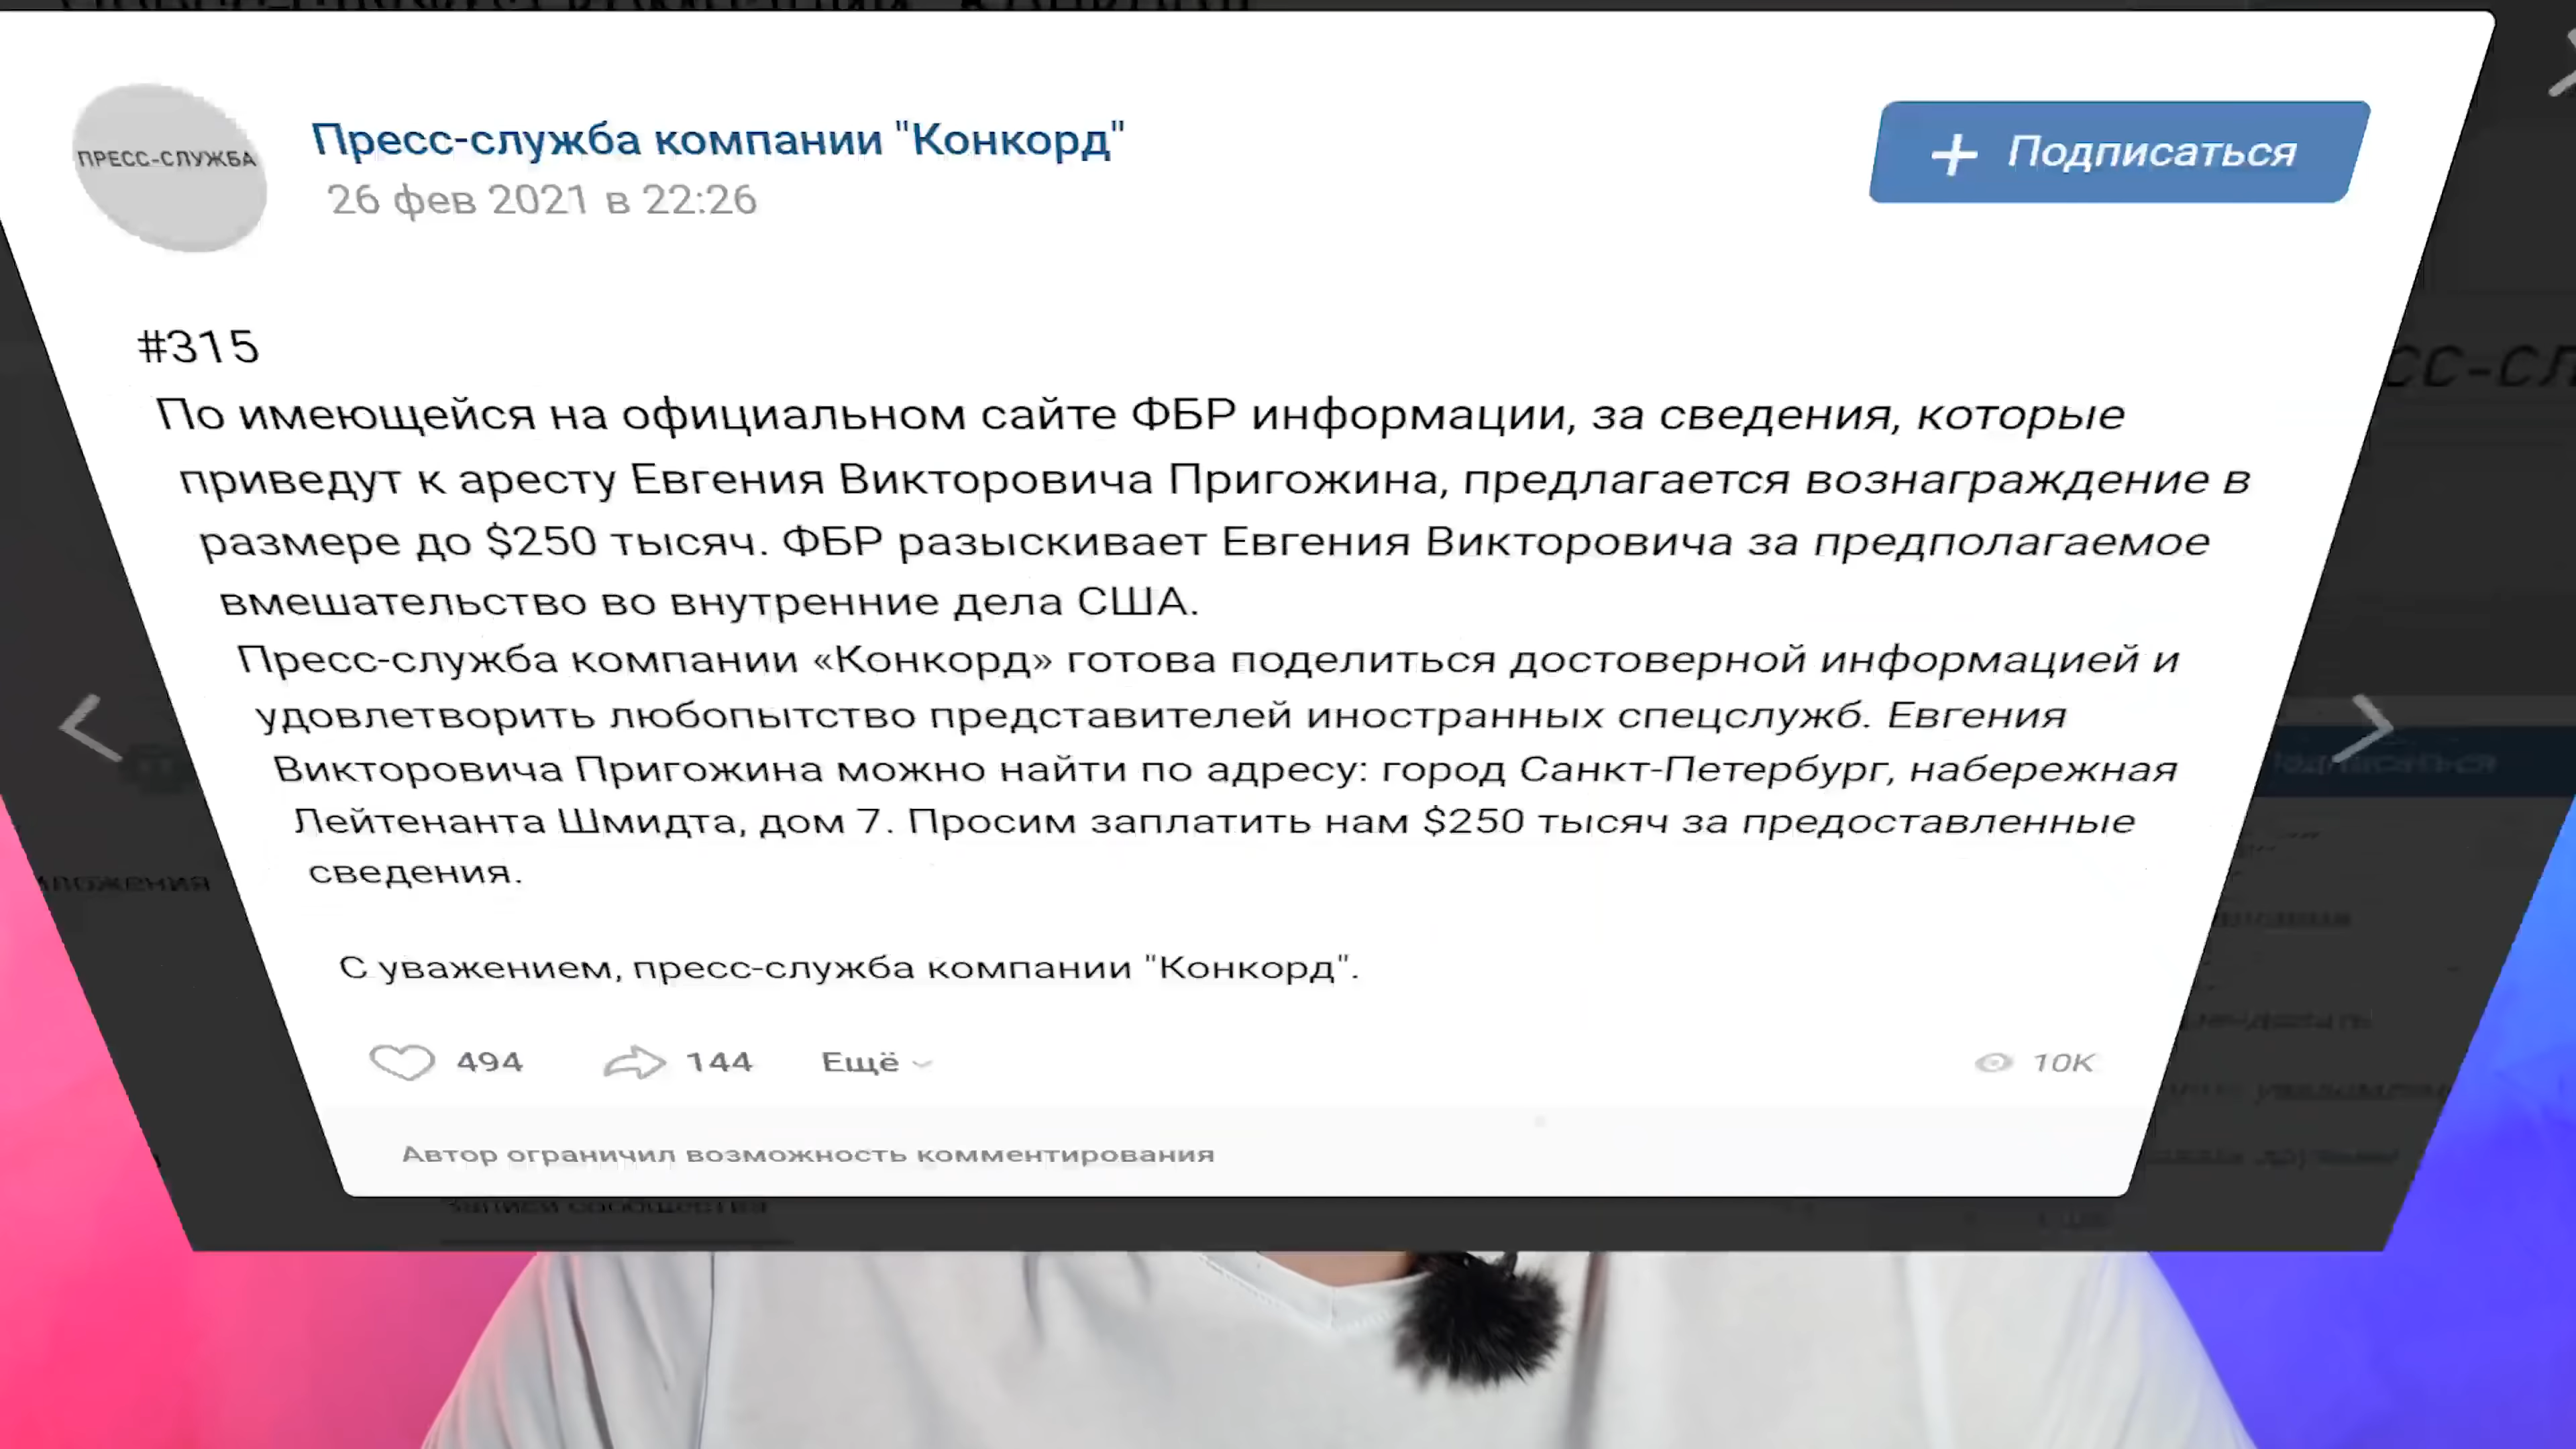 ПРЕСС-СЛУЖБА
Пресс-служба компании "Конкорд"
26 фев 2021 в 22:26
+ Подписаться
#315
По имеющейся на официальном сайте ФБР информации, за сведения, которые
приведут к аресту Евгения Викторовича Пригожина, предлагается вознаграждение в
размере до $250 тысяч. ФБР разыскивает Евгения Викторовича за предполагаемое
вмешательство во внутренние дела США.
Пресс-служба компании «Конкорд» готова поделиться достоверной информацией и
удовлетворить любопытство представителей иностранных спецслужб. Евгения
Викторовича Пригожина можно найти по адресу: город Санкт-Петербург, набережная
Лейтенанта Шмидта, дом 7. Просим заплатить нам $250 тысяч за предоставленные
сведения.
С уважением, пресс-служба компании "Конкорд".
494 144 Ещё 10K
Автор ограничил возможность комментирования